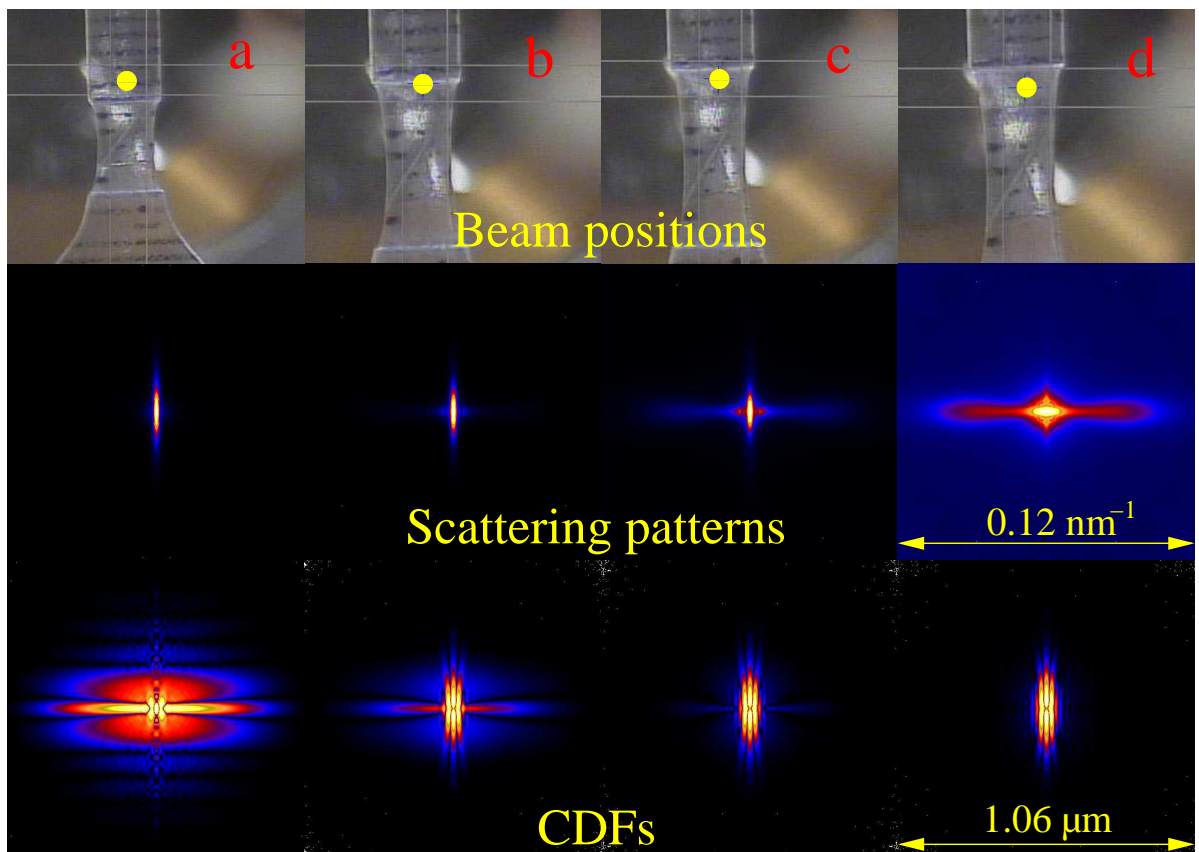 a b c d
Beam positions
Scattering patterns
0.12 nm⁻¹
CDFs
1.06 µm